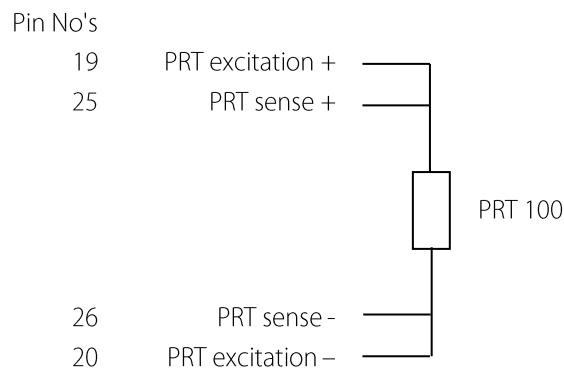 Pin No's
19 PRT excitation +
25 PRT sense +
PRT 100
26 PRT sense -
20 PRT excitation –